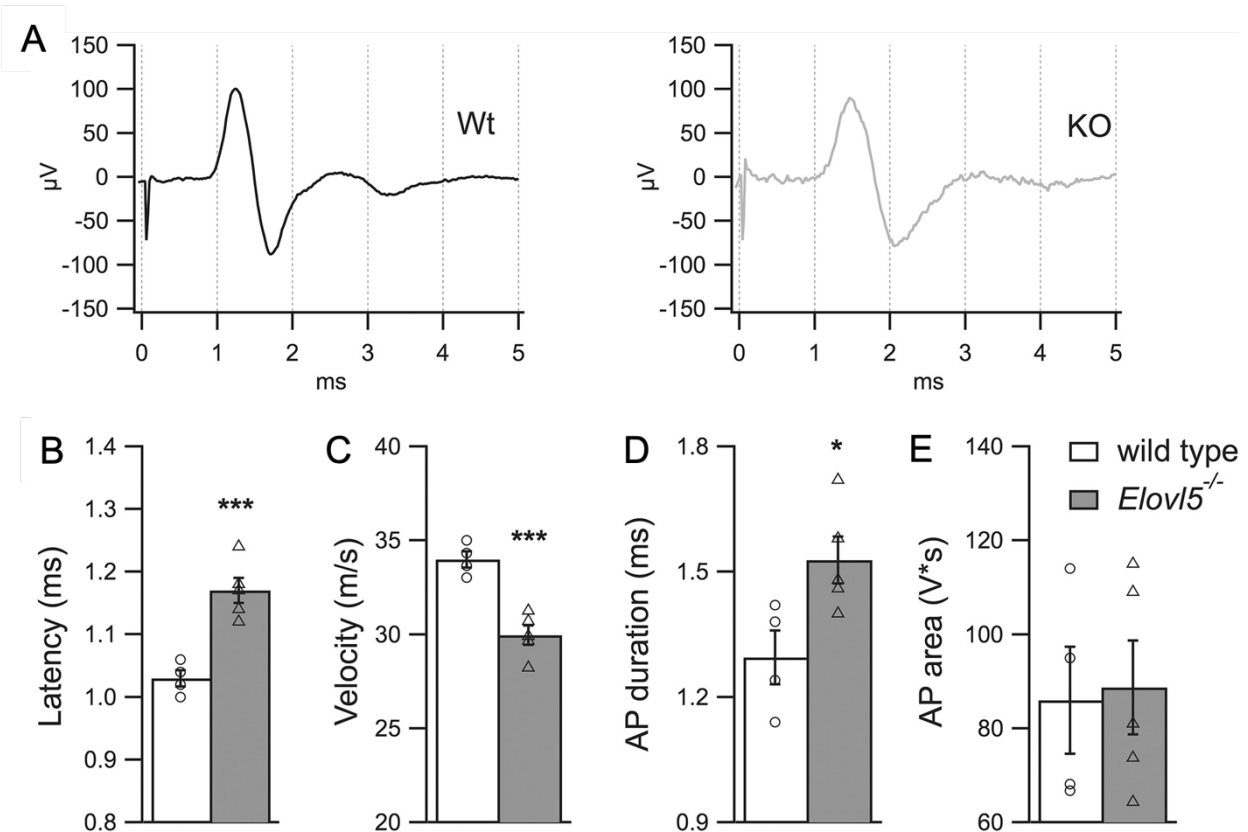 A
150
100
50
0
-50
-100
-150
µV
Wt
0 1 2 3 4 5
ms
150
100
50
0
-50
-100
-150
µV
KO
0 1 2 3 4 5
ms
B
1.4
1.3
1.2
1.1
1.0
0.9
0.8
Latency (ms)
***
C
40
35
30
25
20
Velocity (m/s)
***
D
1.8
1.5
1.2
0.9
AP duration (ms)
*
E
140
120
100
80
60
AP area (V*s)
wild type
Elovl5-/-